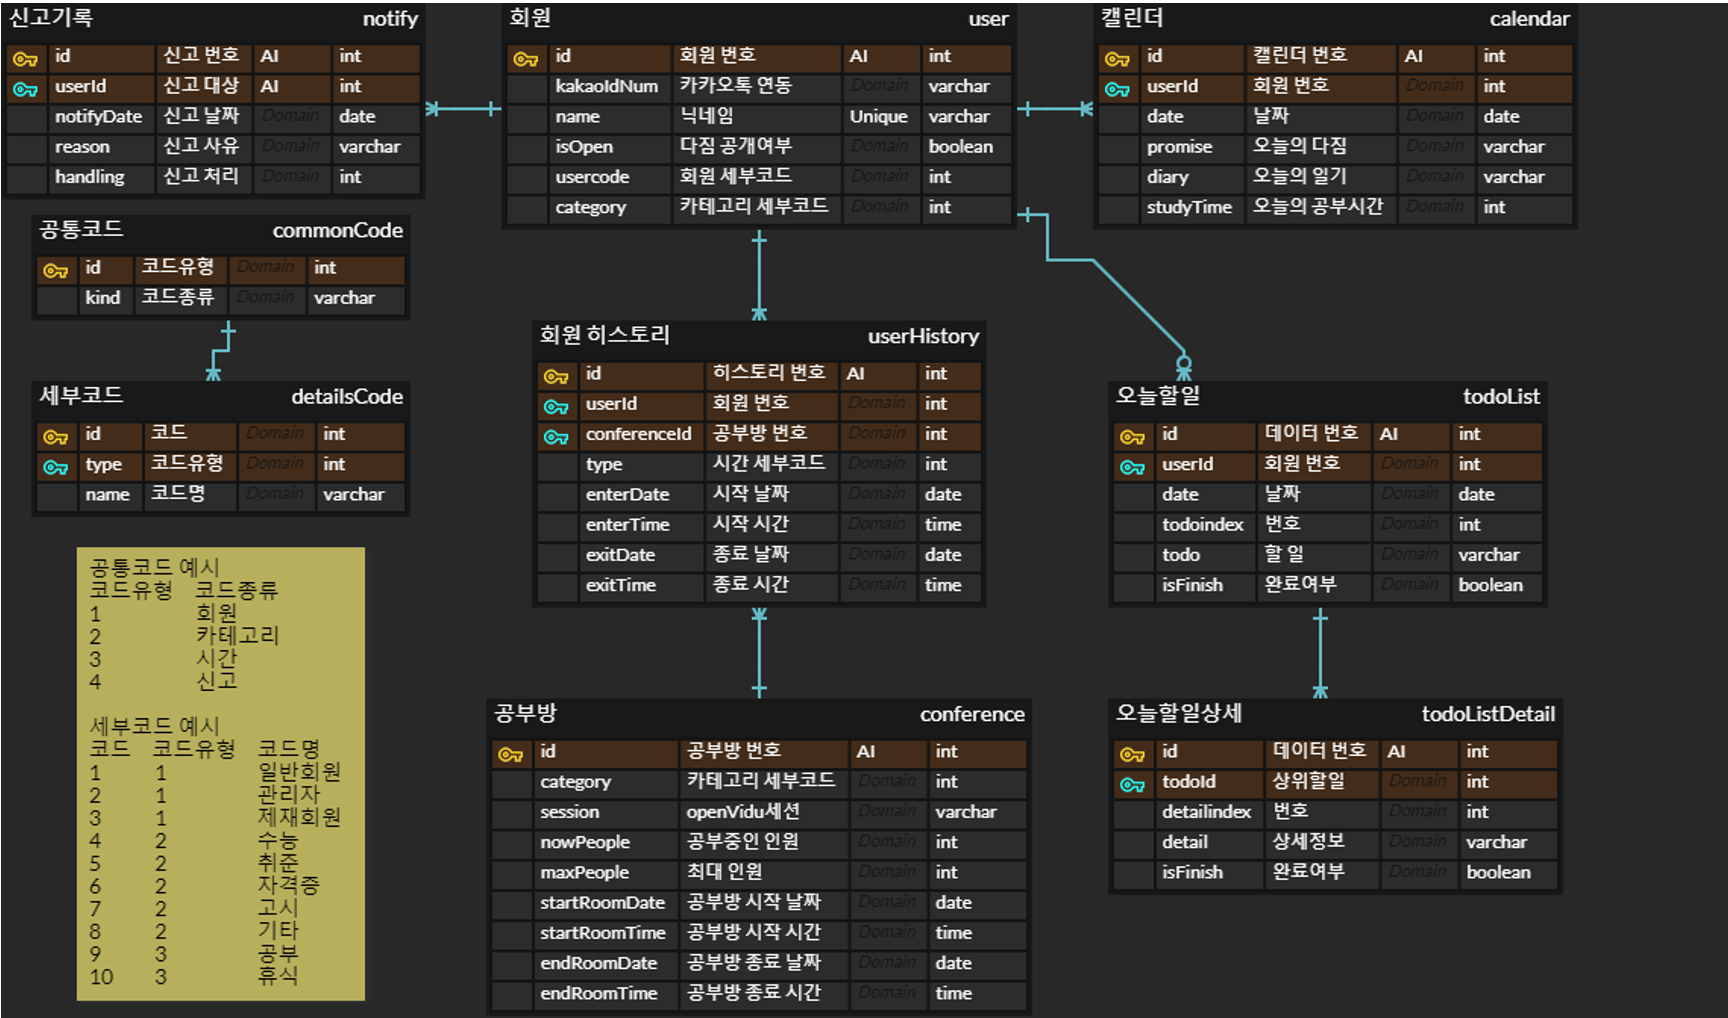 신고기록 notify
id 신고 번호 AI int
userId 신고 대상 AI int
notifyDate 신고 날짜 Domain date
reason 신고 사유 Domain varchar
handling 신고 처리 Domain int
회원 user
id 회원 번호 AI int
kakaoIdNum 카카오톡 연동 Domain varchar
name 닉네임 Unique varchar
isOpen 다짐 공개여부 Domain boolean
usercode 회원 세부코드 Domain int
category 카테고리 세부코드 Domain int
캘린더 calendar
id 캘린더 번호 AI int
userId 회원 번호 Domain int
date 날짜 Domain date
promise 오늘의 다짐 Domain varchar
diary 오늘의 일기 Domain varchar
studyTime 오늘의 공부시간 Domain int
공통코드 commonCode
id 코드유형 Domain int
kind 코드종류 Domain varchar
세부코드 detailsCode
id 코드 Domain int
type 코드유형 Domain int
name 코드명 Domain varchar
회원 히스토리 userHistory
id 히스토리 번호 AI int
userId 회원 번호 Domain int
conferenceId 공부방 번호 Domain int
type 시간 세부코드 Domain int
enterDate 시작 날짜 Domain date
enterTime 시작 시간 Domain time
exitDate 종료 날짜 Domain date
exitTime 종료 시간 Domain time
오늘할일 todoList
id 데이터 번호 AI int
userId 회원 번호 Domain int
date 날짜 Domain date
todoindex 번호 Domain int
todo 할 일 Domain varchar
isFinish 완료여부 Domain boolean
공통코드 예시
코드유형 코드종류
1 회원
2 카테고리
3 시간
4 신고
세부코드 예시
코드 코드유형 코드명
1 1 일반회원
2 1 관리자
3 1 제재회원
4 2 수능
5 2 취준
6 2 자격증
7 2 고시
8 2 기타
9 3 공부
10 3 휴식
공부방 conference
id 공부방 번호 AI int
category 카테고리 세부코드 Domain int
session openVidu세션 Domain varchar
nowPeople 공부중인 인원 Domain int
maxPeople 최대 인원 Domain int
startRoomDate 공부방 시작 날짜 Domain date
startRoomTime 공부방 시작 시간 Domain time
endRoomDate 공부방 종료 날짜 Domain date
endRoomTime 공부방 종료 시간 Domain time
오늘할일상세 todoListDetail
id 데이터 번호 AI int
todoId 상위할일 Domain int
detailindex 번호 Domain int
detail 상세정보 Domain varchar
isFinish 완료여부 Domain boolean